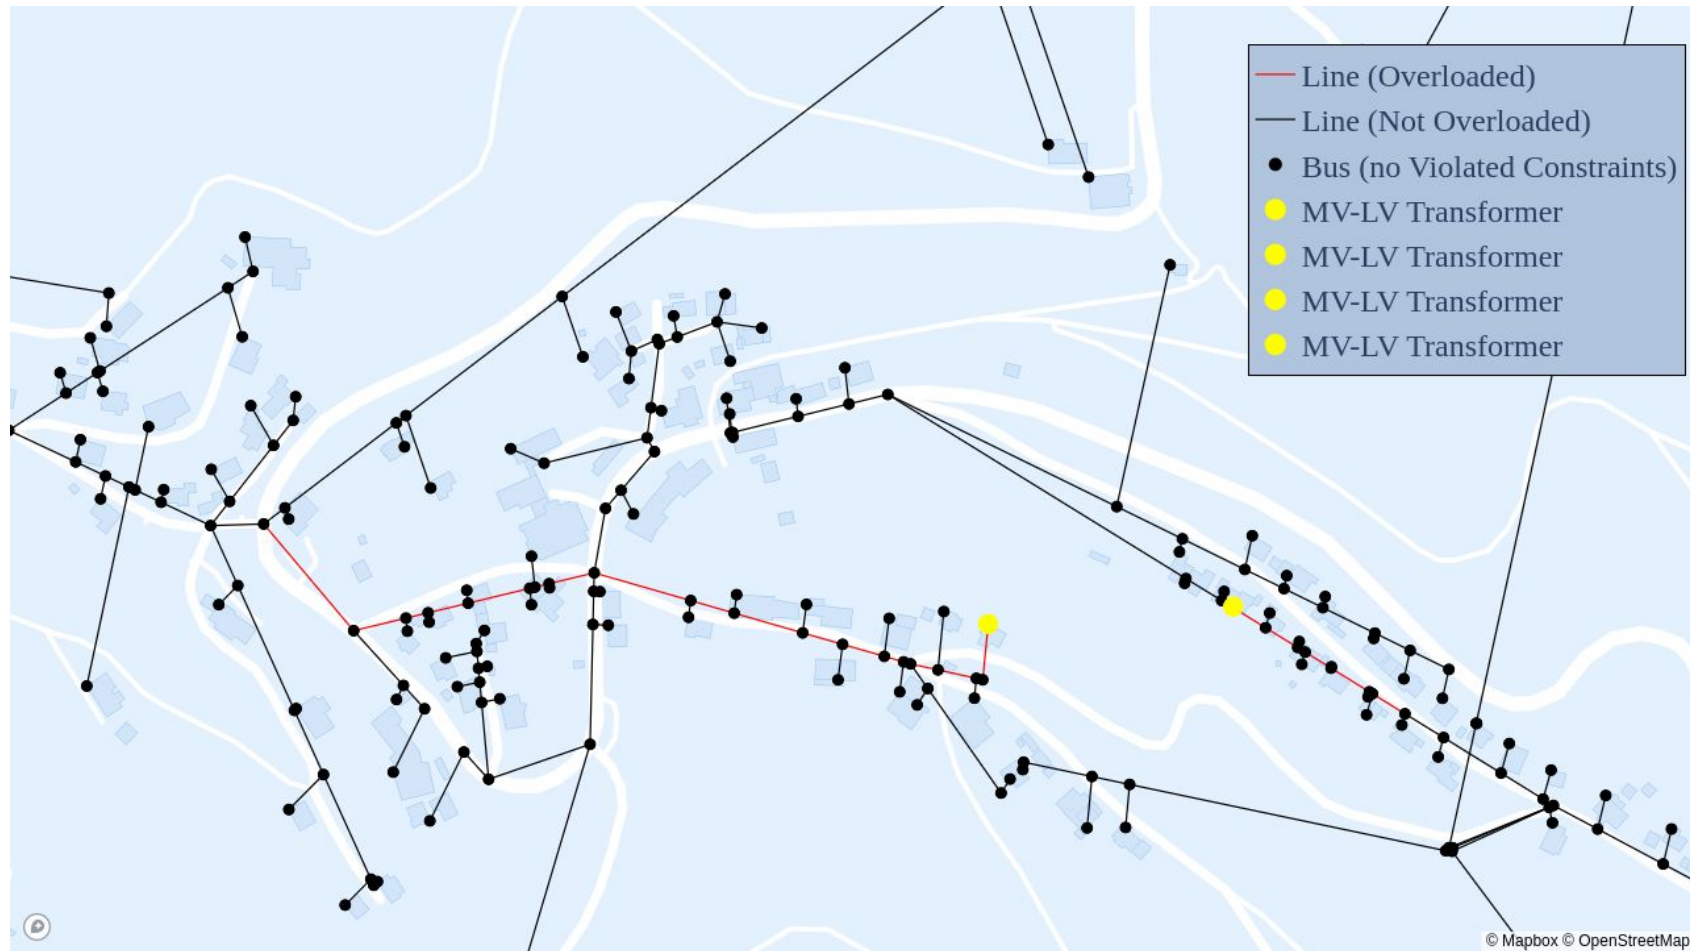 Line (Overloaded)
Line (Not Overloaded)
Bus (no Violated Constraints)
MV-LV Transformer
MV-LV Transformer
MV-LV Transformer
MV-LV Transformer
© Mapbox © OpenStreetMap